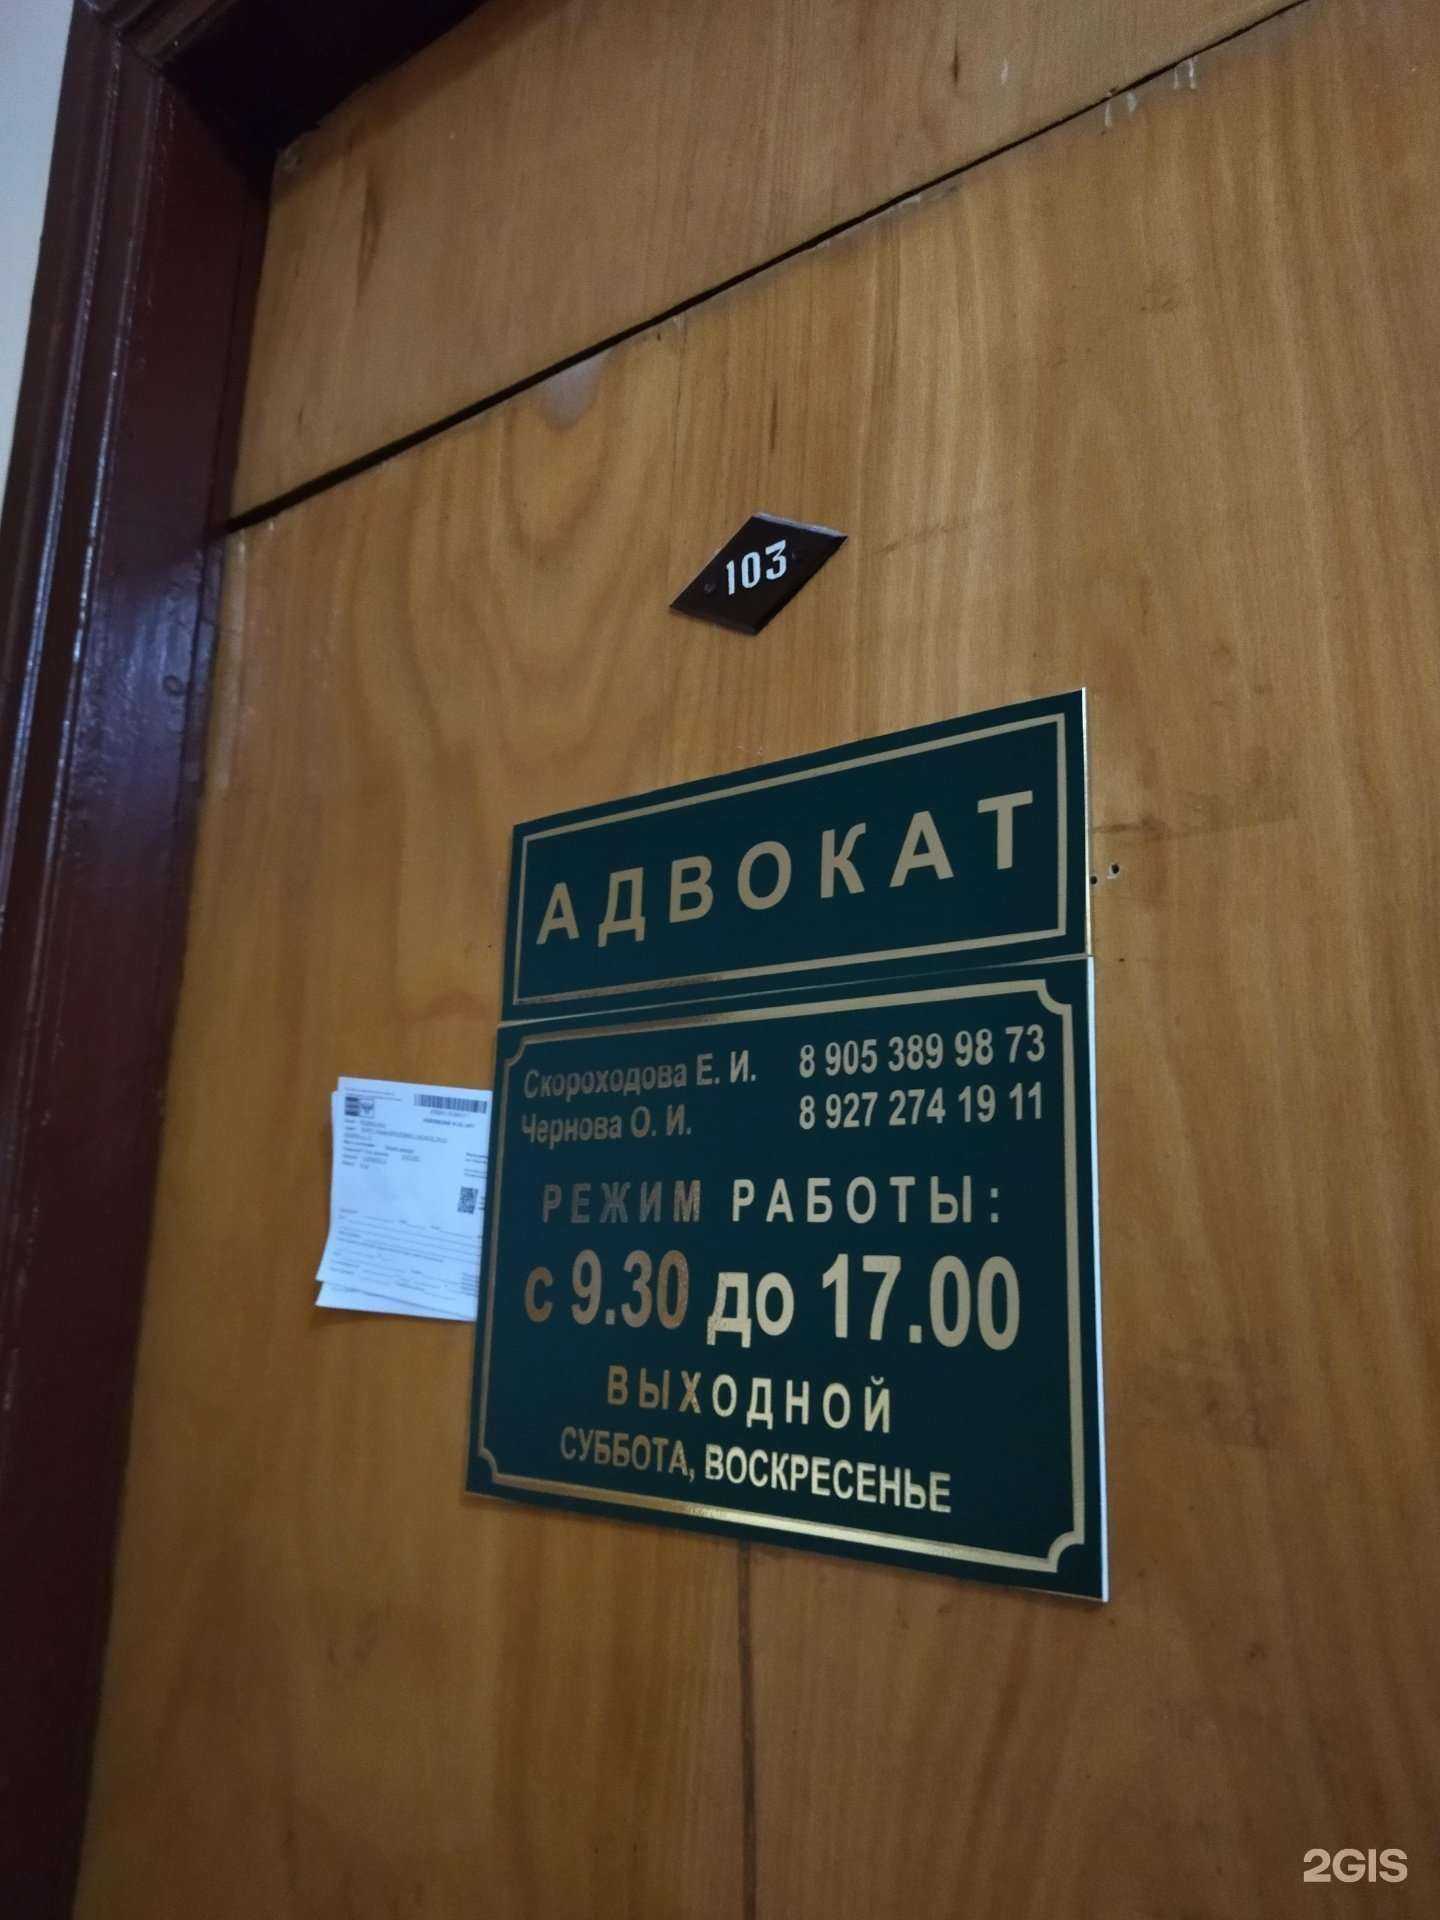 103
АДВОКАТ
Скороходова Е. И. 8 905 389 98 73
Чернова О. И. 8 927 274 19 11
РЕЖИМ РАБОТЫ:
с 9.30 до 17.00
ВЫХОДНОЙ
СУББОТА, ВОСКРЕСЕНЬЕ
2GIS